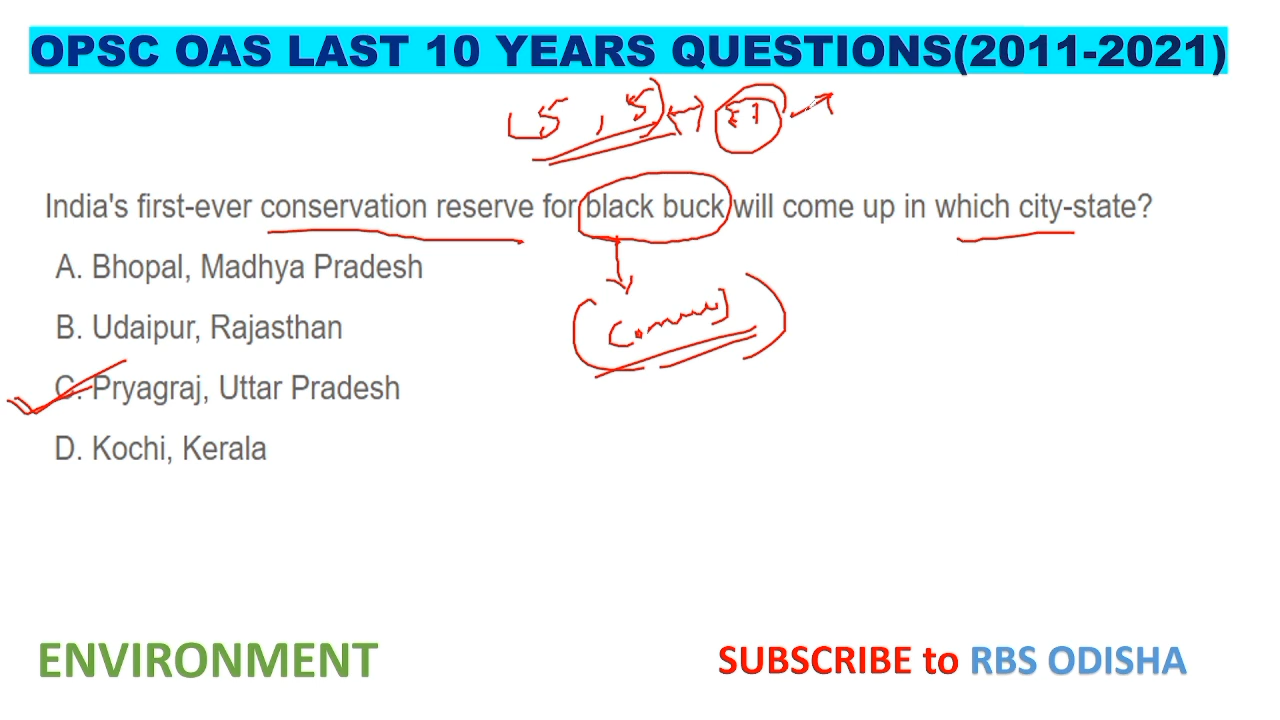 OPSC OAS LAST 10 YEARS QUESTIONS(2011-2021)
India's first-ever conservation reserve for black buck will come up in which city-state?
A. Bhopal, Madhya Pradesh
B. Udaipur, Rajasthan
C. Pryagraj, Uttar Pradesh
D. Kochi, Kerala
ENVIRONMENT
SUBSCRIBE to RBS ODISHA